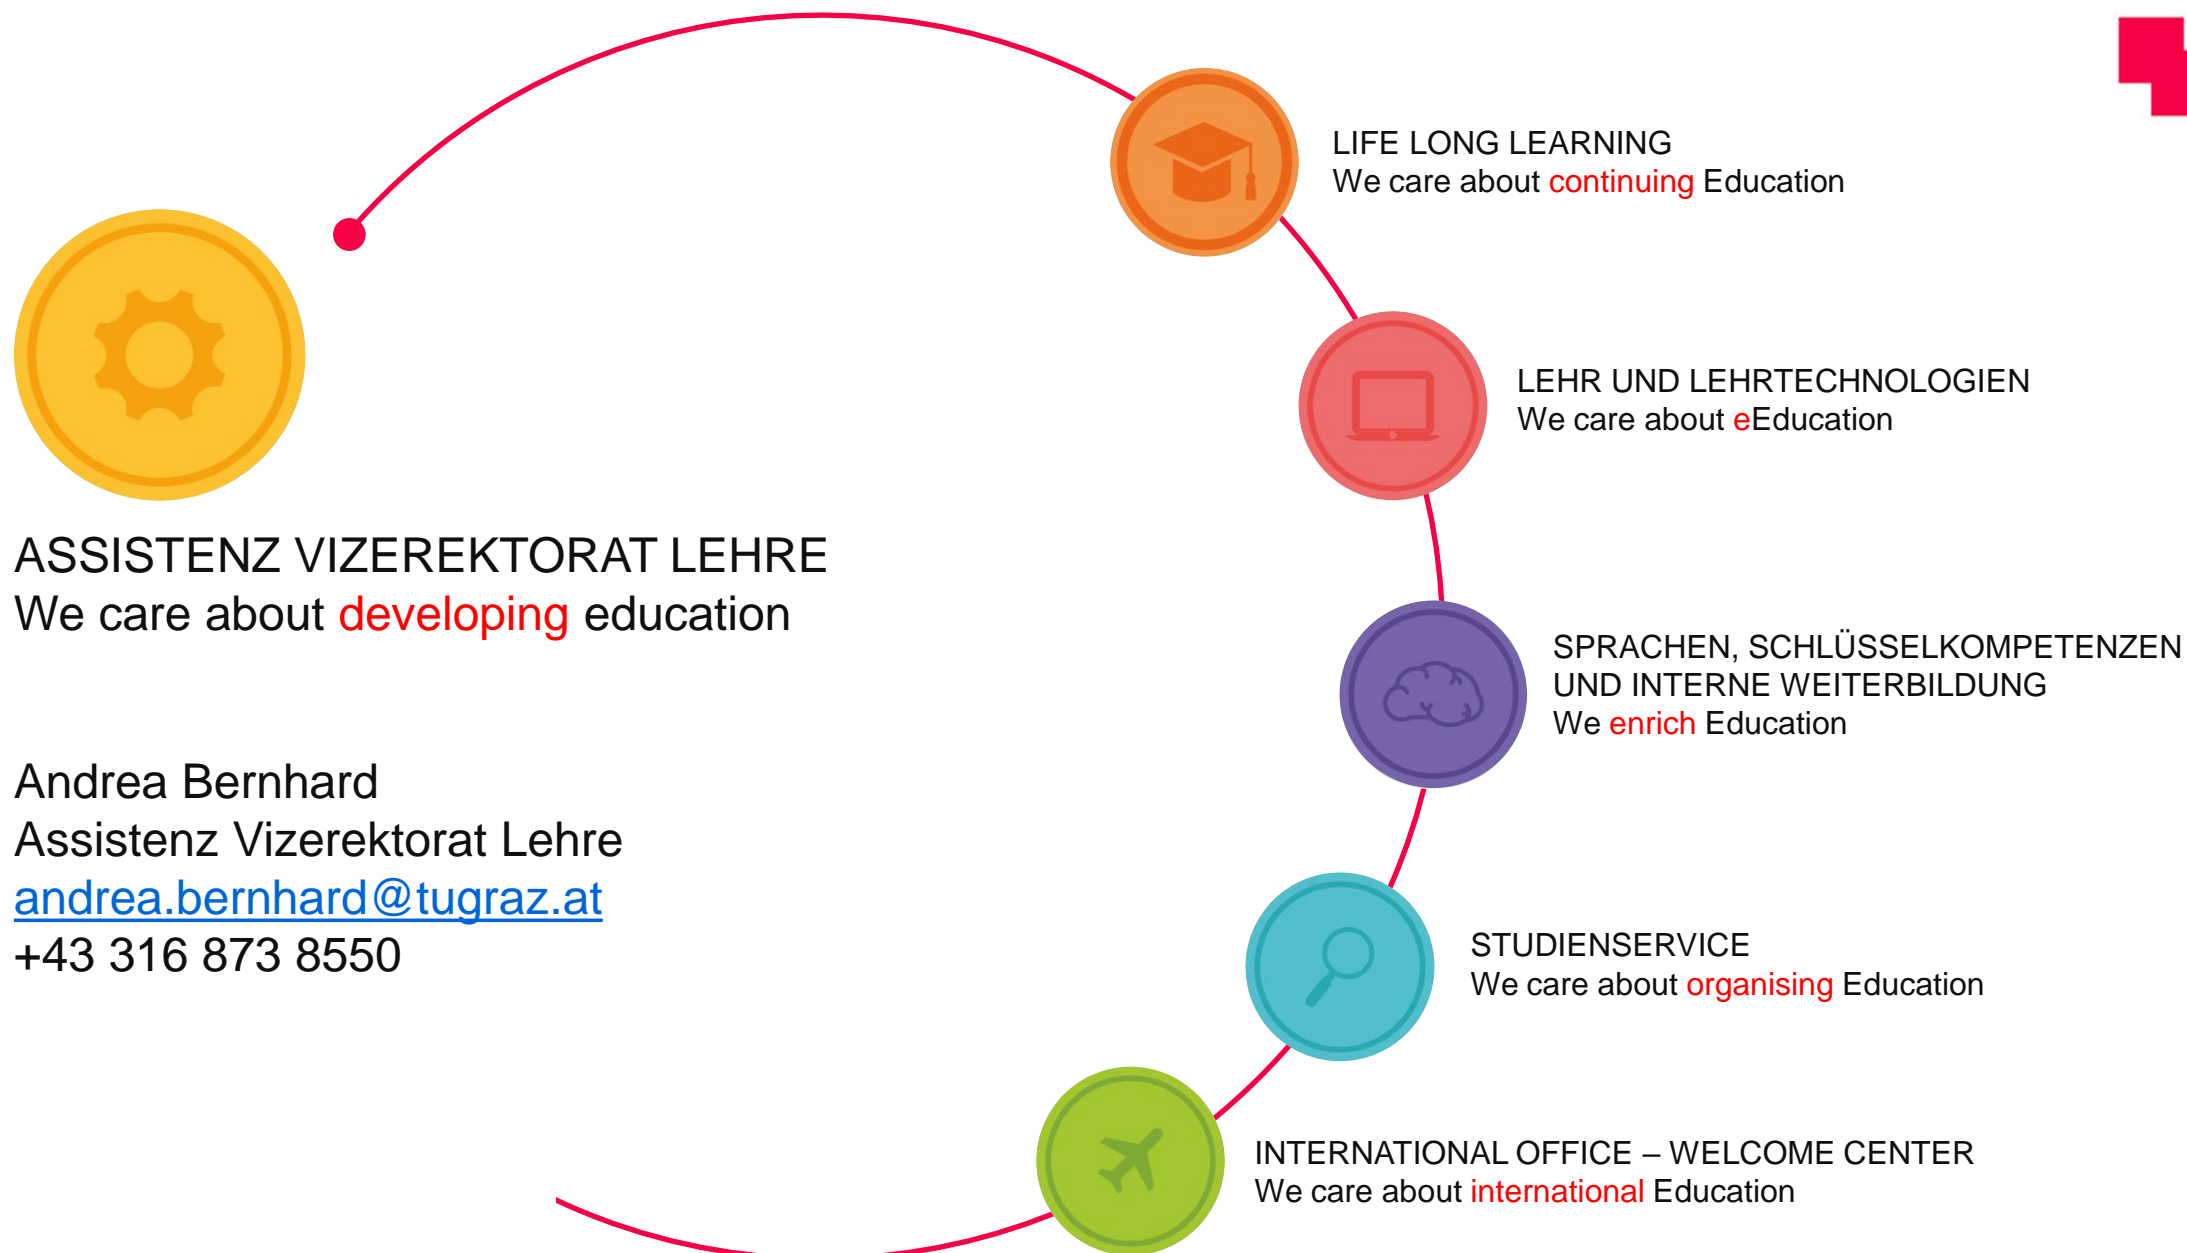 ASSISTENZ VIZEREKTORAT LEHRE
We care about developing education
Andrea Bernhard
Assistenz Vizerektorat Lehre
andrea.bernhard@tugraz.at
+43 316 873 8550
LIFE LONG LEARNING
We care about continuing Education
LEHR UND LEHRTECHNOLOGIEN
We care about eEducation
SPRACHEN, SCHLÜSSELKOMPETENZEN
UND INTERNE WEITERBILDUNG
We enrich Education
STUDIENSERVICE
We care about organising Education
INTERNATIONAL OFFICE – WELCOME CENTER
We care about international Education